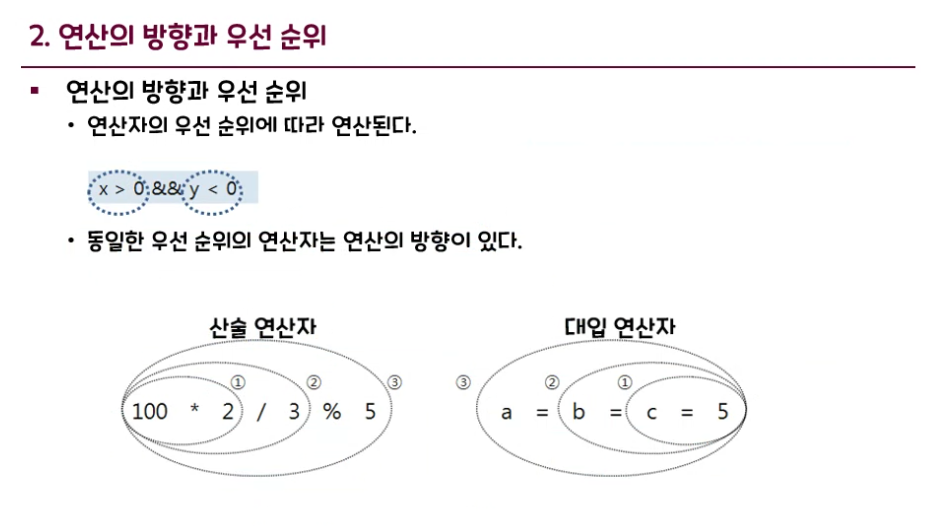 2. 연산의 방향과 우선 순위
▪ 연산의 방향과 우선 순위
• 연산자의 우선 순위에 따라 연산된다.
x > 0 && y < 0
• 동일한 우선 순위의 연산자는 연산의 방향이 있다.
산술 연산자 대입 연산자
① ② ③ ③ ② ①
100 * 2 / 3 % 5 a = b = c = 5